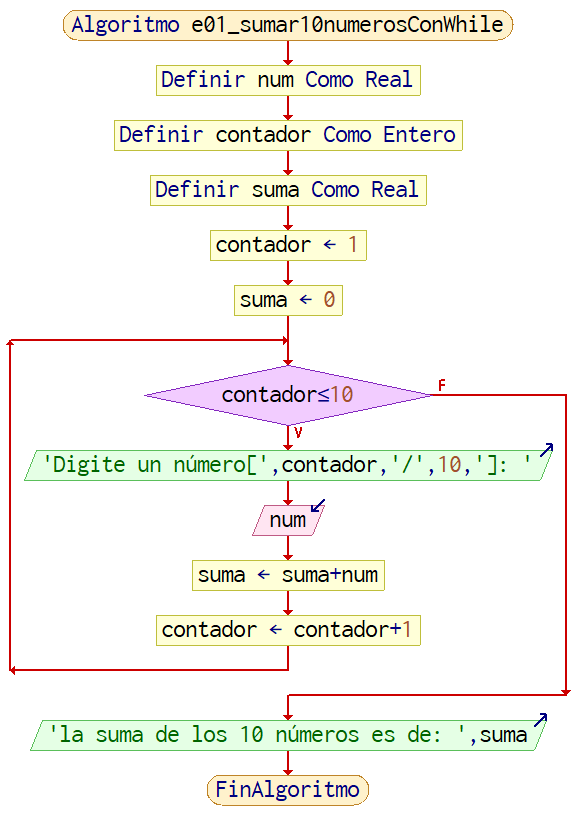 Algoritmo e01_sumar10numerosConWhile
Definir num Como Real
Definir contador Como Entero
Definir suma Como Real
contador ← 1
suma ← 0
contador≤10
F
V
'Digite un número[',contador,'/',10,']: '
num
suma ← suma+num
contador ← contador+1
'la suma de los 10 números es de: ',suma
FinAlgoritmo